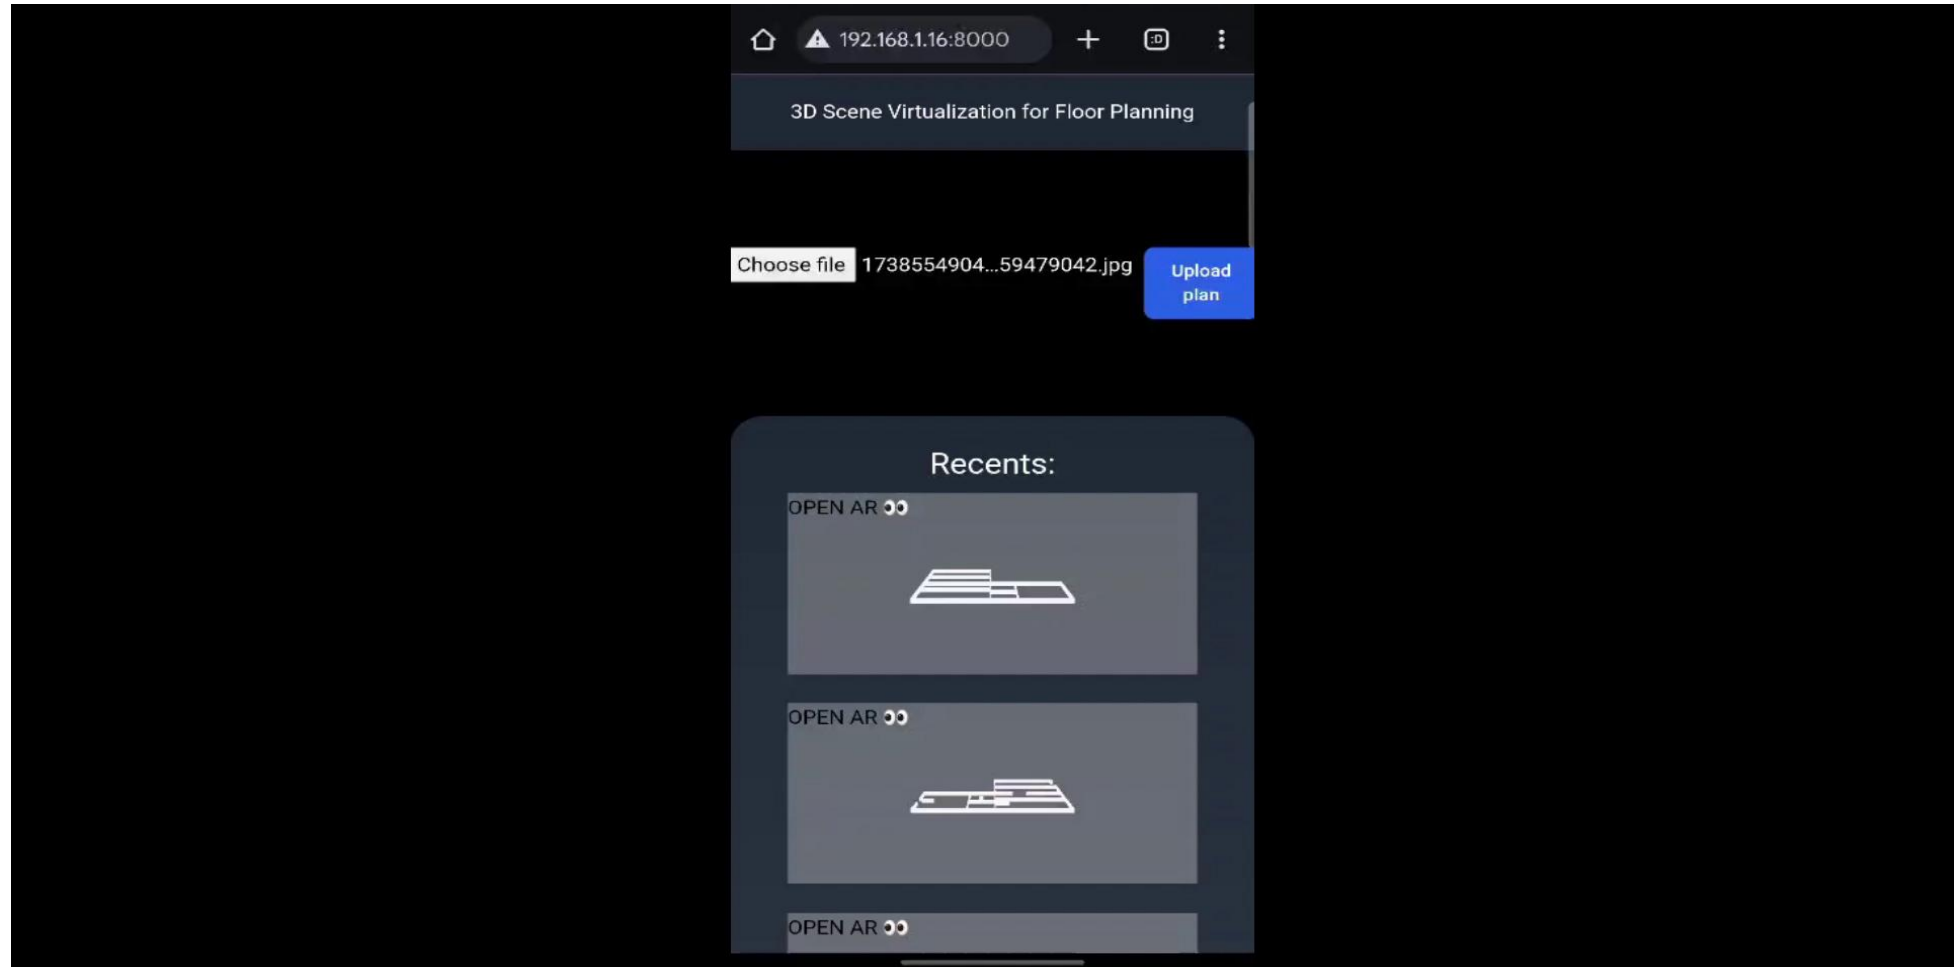 192.168.1.16:8000
:D
3D Scene Virtualization for Floor Planning
Choose file 1738554904...59479042.jpg
Upload
plan
Recents:
OPEN AR 👀
OPEN AR 👀
OPEN AR 👀